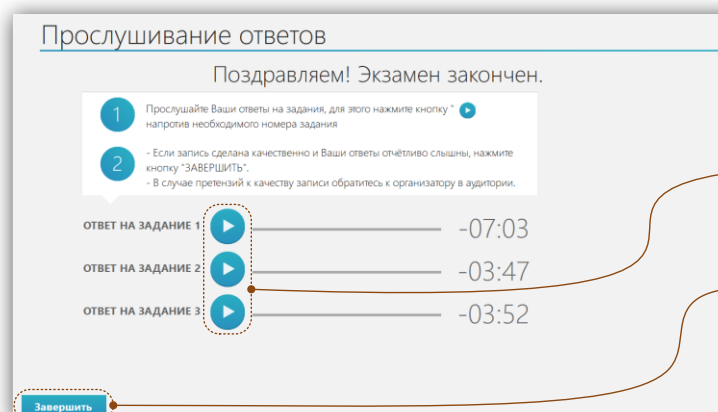 Прослушивание ответов
Поздравляем! Экзамен закончен.
1
Прослушайте Ваши ответы на задания, для этого нажмите кнопку "
напротив необходимого номера задания
2
- Если запись сделана качественно и Ваши ответы отчётливо слышны, нажмите
кнопку "ЗАВЕРШИТЬ".
- В случае претензий к качеству записи обратитесь к организатору в аудитории.
ОТВЕТ НА ЗАДАНИЕ 1 -07:03
ОТВЕТ НА ЗАДАНИЕ 2 -03:47
ОТВЕТ НА ЗАДАНИЕ 3 -03:52
Завершить